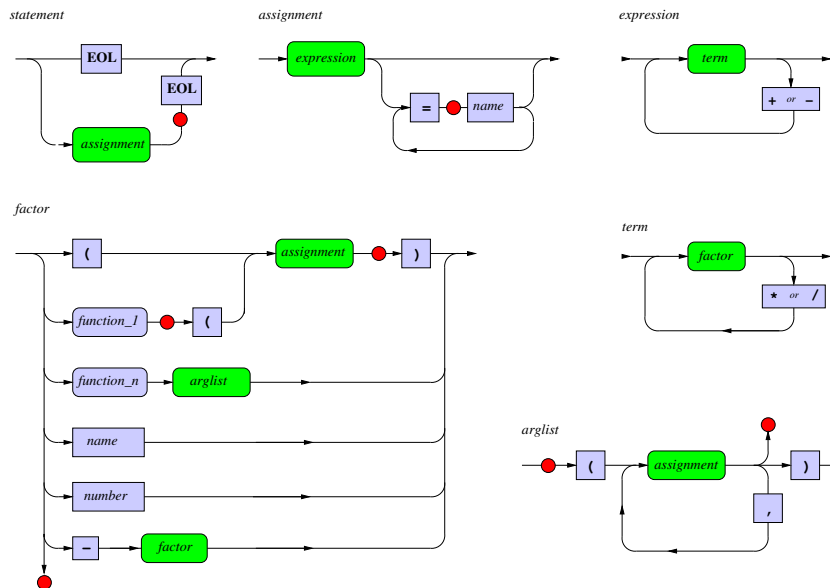 statement
EOL
EOL
assignment
assignment
expression
= name
expression
term
+ or -
factor
(
assignment
)
function_1
(
function_n
arglist
name
number
-
factor
term
factor
* or /
arglist
(
assignment
)
,